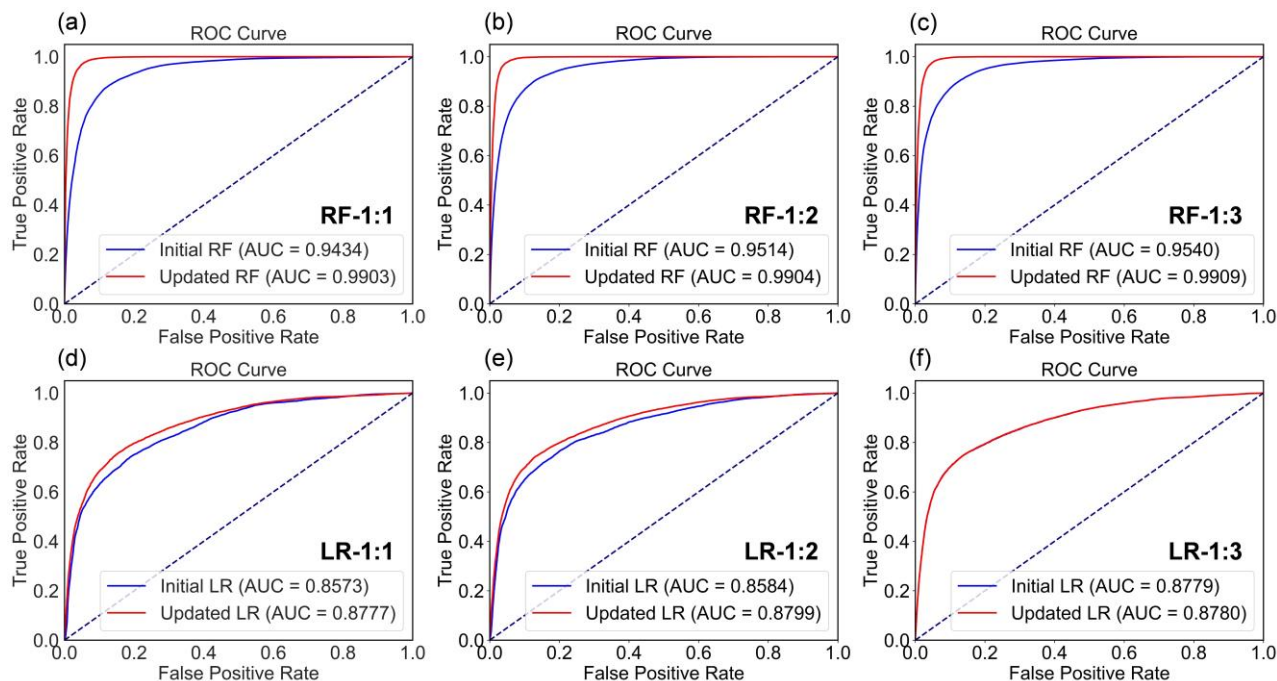 (a)
ROC Curve
True Positive Rate
1.0
0.8
0.6
0.4
0.2
0.0
RF-1:1
Initial RF (AUC = 0.9434)
Updated RF (AUC = 0.9903)
0.0 0.2 0.4 0.6 0.8 1.0
False Positive Rate
(b)
ROC Curve
True Positive Rate
1.0
0.8
0.6
0.4
0.2
0.0
RF-1:2
Initial RF (AUC = 0.9514)
Updated RF (AUC = 0.9904)
0.0 0.2 0.4 0.6 0.8 1.0
False Positive Rate
(c)
ROC Curve
True Positive Rate
1.0
0.8
0.6
0.4
0.2
0.0
RF-1:3
Initial RF (AUC = 0.9540)
Updated RF (AUC = 0.9909)
0.0 0.2 0.4 0.6 0.8 1.0
False Positive Rate
(d)
ROC Curve
True Positive Rate
1.0
0.8
0.6
0.4
0.2
0.0
LR-1:1
Initial LR (AUC = 0.8573)
Updated LR (AUC = 0.8777)
0.0 0.2 0.4 0.6 0.8 1.0
False Positive Rate
(e)
ROC Curve
True Positive Rate
1.0
0.8
0.6
0.4
0.2
0.0
LR-1:2
Initial LR (AUC = 0.8584)
Updated LR (AUC = 0.8799)
0.0 0.2 0.4 0.6 0.8 1.0
False Positive Rate
(f)
ROC Curve
True Positive Rate
1.0
0.8
0.6
0.4
0.2
0.0
LR-1:3
Initial LR (AUC = 0.8779)
Updated LR (AUC = 0.8780)
0.0 0.2 0.4 0.6 0.8 1.0
False Positive Rate